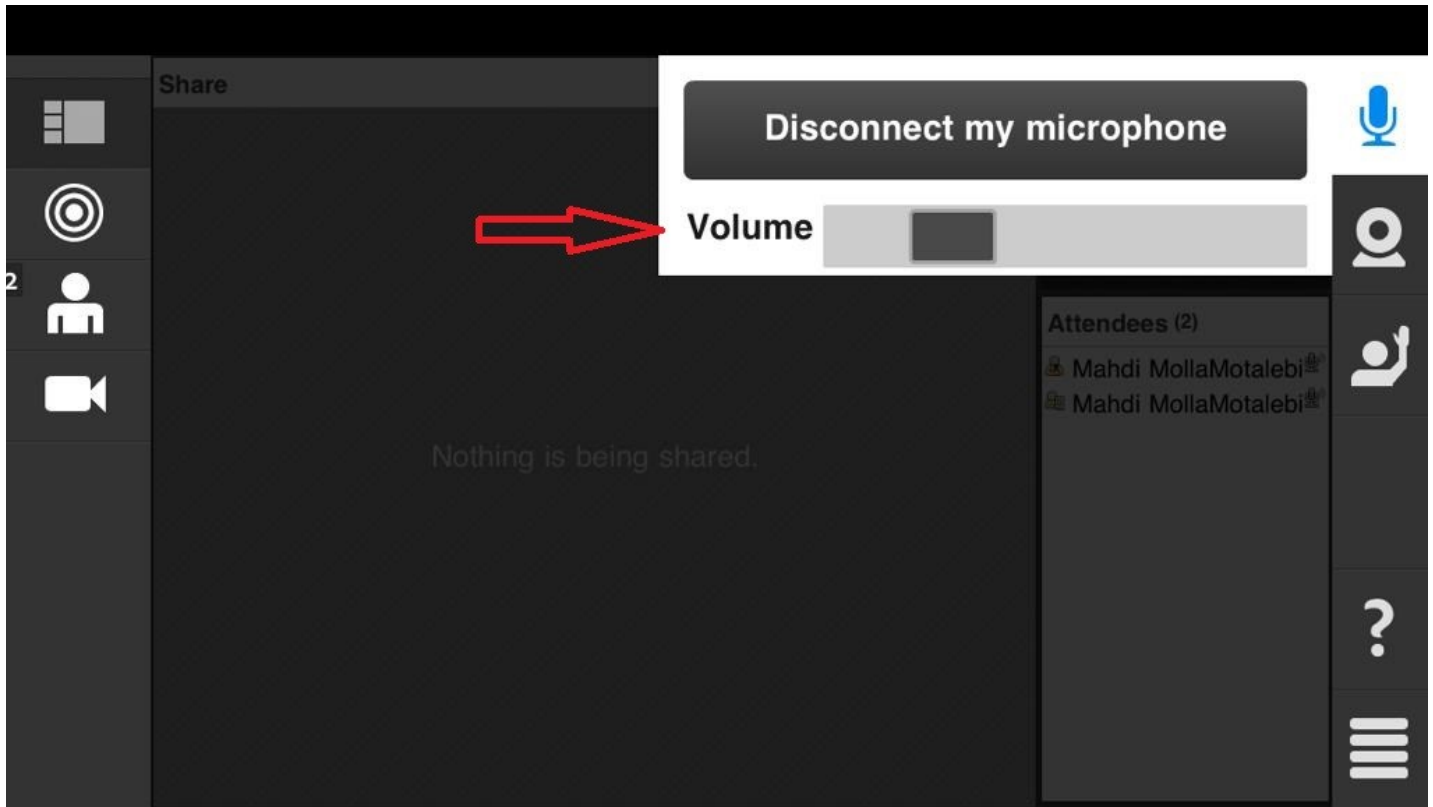 Share
Disconnect my microphone
Volume
2
Attendees (2)
Mahdi MollaMotalebi
Mahdi MollaMotalebi
Nothing is being shared.
?